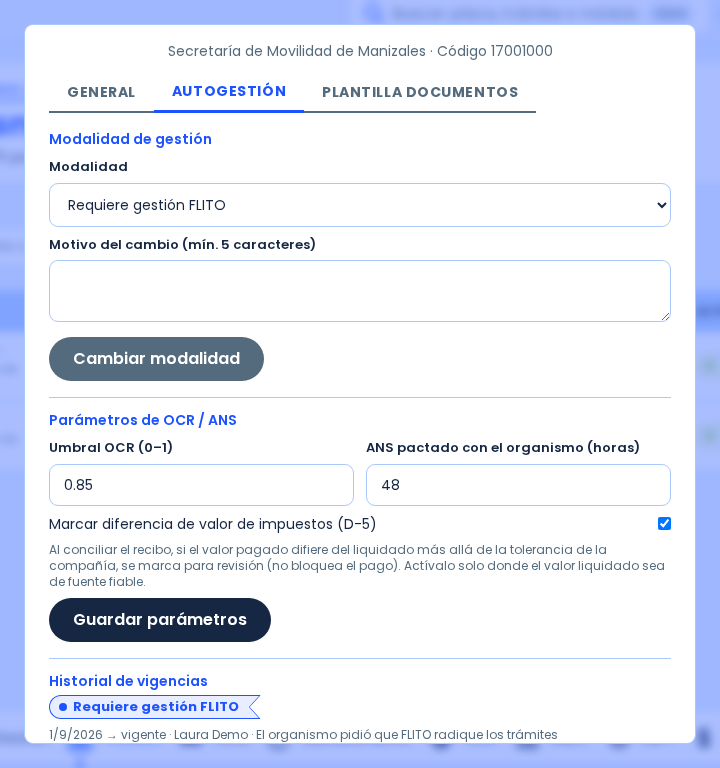 Secretaría de Movilidad de Manizales · Código 17001000
GENERAL
AUTOGESTIÓN
PLANTILLA DOCUMENTOS
Modalidad de gestión
Modalidad
Requiere gestión FLITO
Motivo del cambio (mín. 5 caracteres)
Cambiar modalidad
Parámetros de OCR / ANS
Umbral OCR (0–1)
ANS pactado con el organismo (horas)
0.85
48
Marcar diferencia de valor de impuestos (D-5)
Al conciliar el recibo, si el valor pagado difiere del liquidado más allá de la tolerancia de la
compañía, se marca para revisión (no bloquea el pago). Actívalo solo donde el valor liquidado sea
de fuente fiable.
Guardar parámetros
Historial de vigencias
Requiere gestión FLITO
1/9/2026 → vigente · Laura Demo · El organismo pidió que FLITO radique los trámites